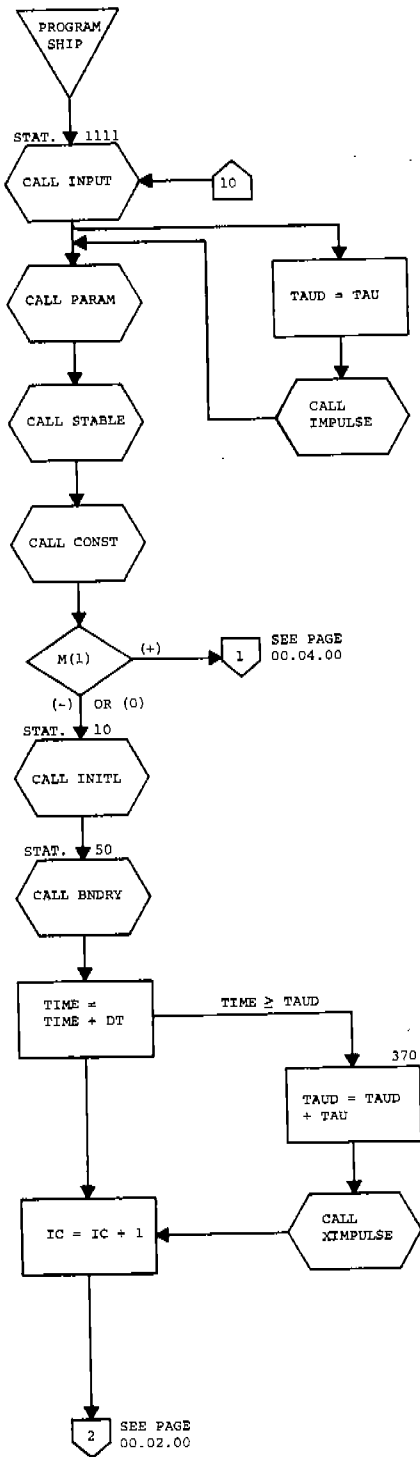 PROGRAM
SHIP
STAT. 1111
CALL INPUT
10
CALL PARAM
TAUD = TAU
CALL
IMPULSE
CALL STABLE
CALL CONST
M(1)
(+)
1
SEE PAGE
00.04.00
(-) OR (0)
STAT. 10
CALL INITL
STAT. 50
CALL BNDRY
TIME =
TIME + DT
TIME ≥ TAUD
370
TAUD = TAUD
+ TAU
IC = IC + 1
CALL
XIMPULSE
2
SEE PAGE
00.02.00